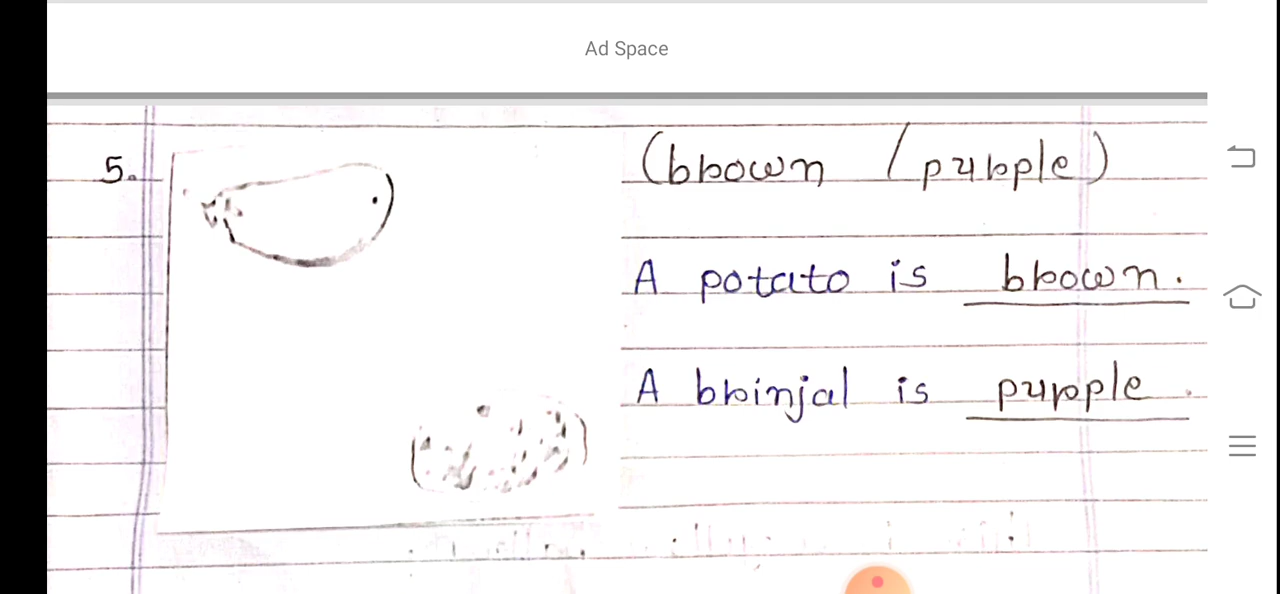 Ad Space
5.
(brown / purple)
A potato is brown.
A brinjal is purple.